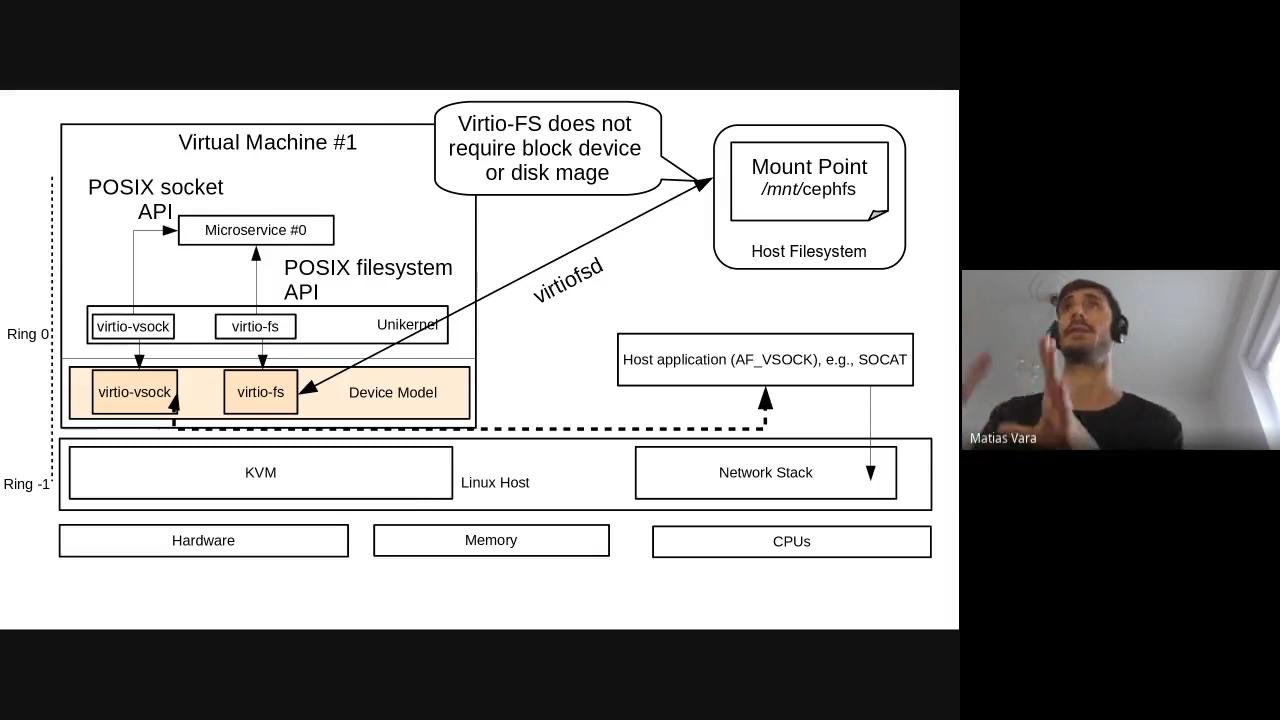 Virtual Machine #1
Virtio-FS does not
require block device
or disk mage
Mount Point
/mnt/cephfs
Host Filesystem
POSIX socket
API
Microservice #0
POSIX filesystem
API
virtiofsd
virtio-vsock
virtio-fs
Unikernel
Ring 0
Host application (AF_VSOCK), e.g., SOCAT
virtio-vsock
virtio-fs
Device Model
Ring -1
KVM
Linux Host
Network Stack
Hardware
Memory
CPUs
Matias Vara